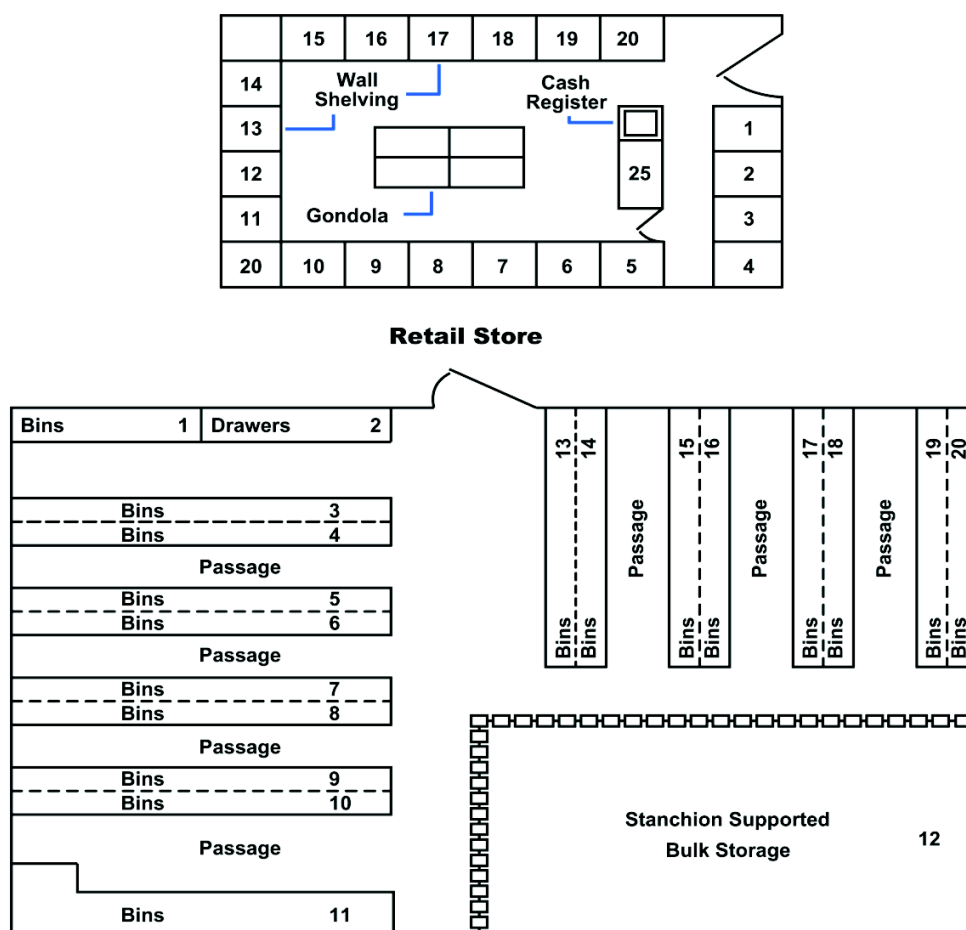 15 16 17 18 19 20
14
Wall
Shelving
Cash
Register
13
1
12
25
2
11
Gondola
3
20 10 9 8 7 6 5 4
Retail Store
Bins 1 Drawers 2
13 14 15 16 17 18 19 20
Bins 3
Bins 4
Passage
Passage Passage Passage
Bins 5
Bins 6
Bins Bins Bins Bins Bins Bins Bins Bins
Passage
Bins 7
Bins 8
Passage
Bins 9
Bins 10
Stanchion Supported
Bulk Storage
12
Passage
Bins 11